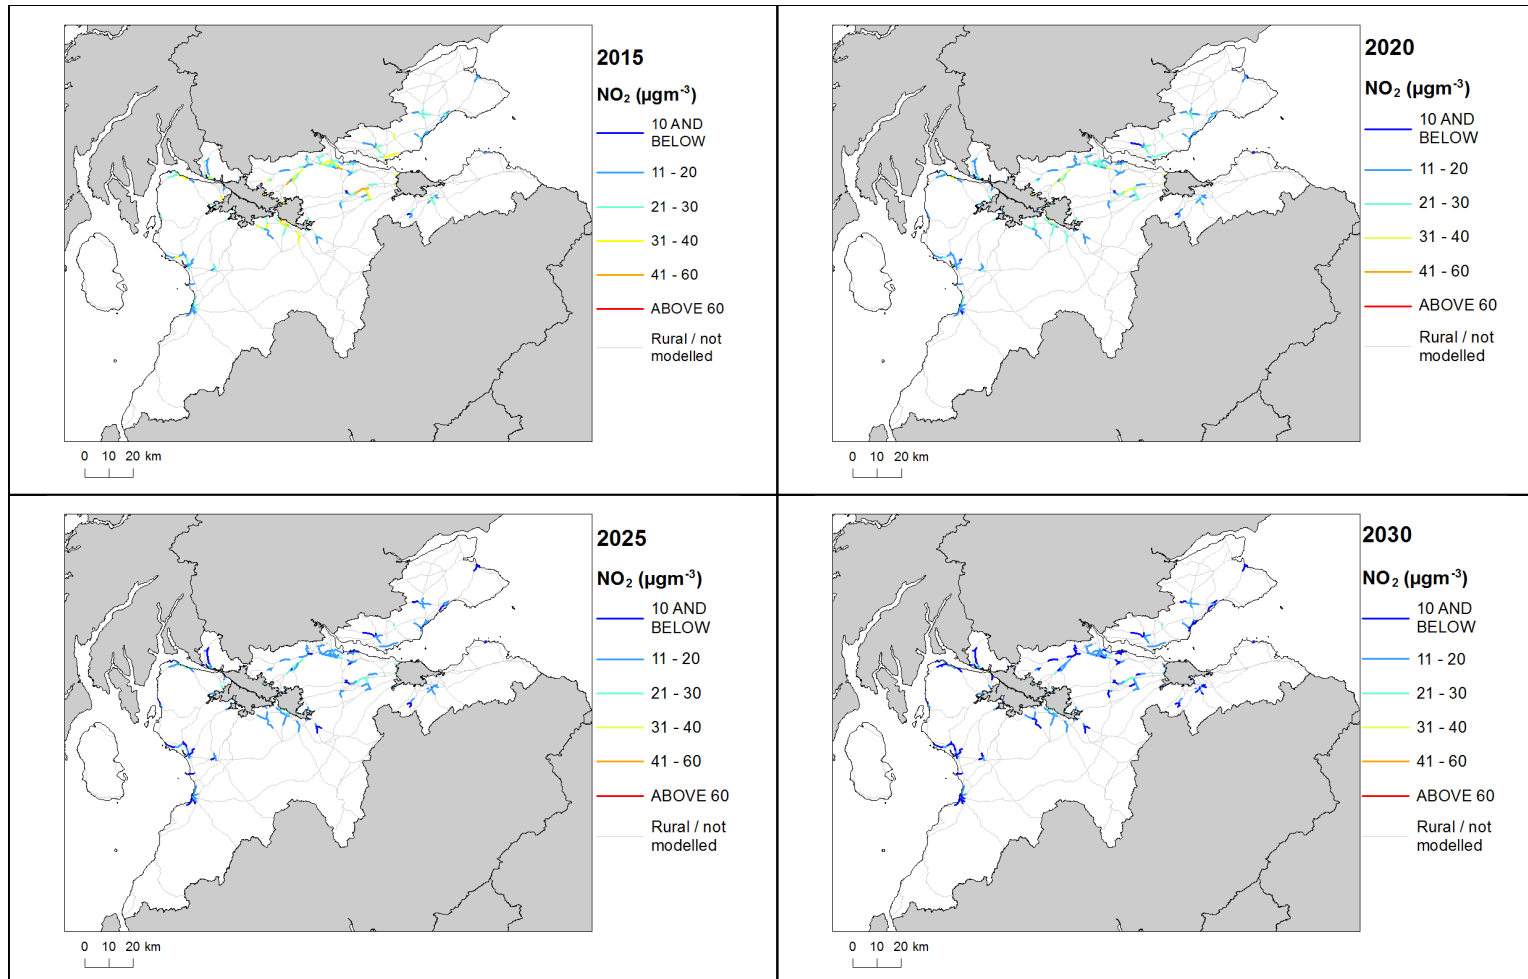 2015
NO₂ (µgm⁻³)
10 AND
BELOW
11 - 20
21 - 30
31 - 40
41 - 60
ABOVE 60
Rural / not
modelled
0 10 20 km
2020
NO₂ (µgm⁻³)
10 AND
BELOW
11 - 20
21 - 30
31 - 40
41 - 60
ABOVE 60
Rural / not
modelled
0 10 20 km
2025
NO₂ (µgm⁻³)
10 AND
BELOW
11 - 20
21 - 30
31 - 40
41 - 60
ABOVE 60
Rural / not
modelled
0 10 20 km
2030
NO₂ (µgm⁻³)
10 AND
BELOW
11 - 20
21 - 30
31 - 40
41 - 60
ABOVE 60
Rural / not
modelled
0 10 20 km